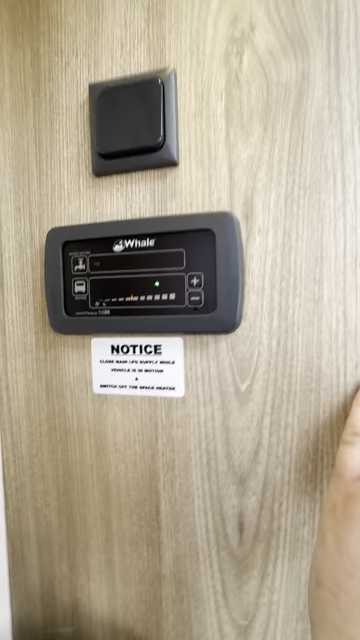 Whale
+
−
NOTICE
CLOSE MAIN LPG SUPPLY WHILE
VEHICLE IS IN MOTION
&
SWITCH OFF THE SPACE HEATER.